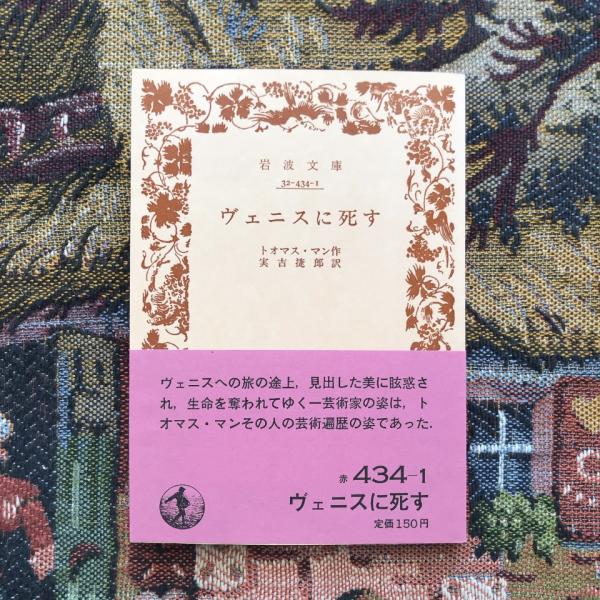 岩波文庫
32-434-1
ヴェニスに死す
トオマス・マン作
実吉捷郎訳
ヴェニスへの旅の途上，見出した美に眩惑さ
れ，生命を奪われてゆく一芸術家の姿は，ト
オマス・マンその人の芸術遍歴の姿であった．
赤 434-1
ヴェニスに死す
定価150円